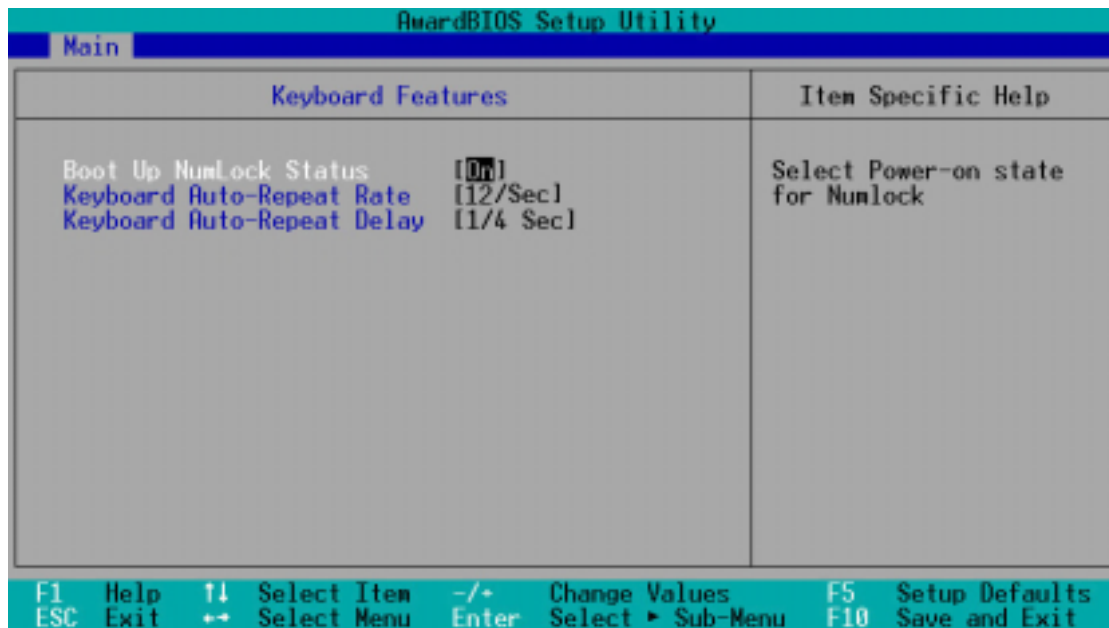 AwardBIOS Setup Utility
Main
Keyboard Features
Item Specific Help
Boot Up NumLock Status [On]
Keyboard Auto-Repeat Rate [12/Sec]
Keyboard Auto-Repeat Delay [1/4 Sec]
Select Power-on state
for Numlock
F1 Help ↑↓ Select Item -/+ Change Values F5 Setup Defaults
ESC Exit ←→ Select Menu Enter Select ► Sub-Menu F10 Save and Exit